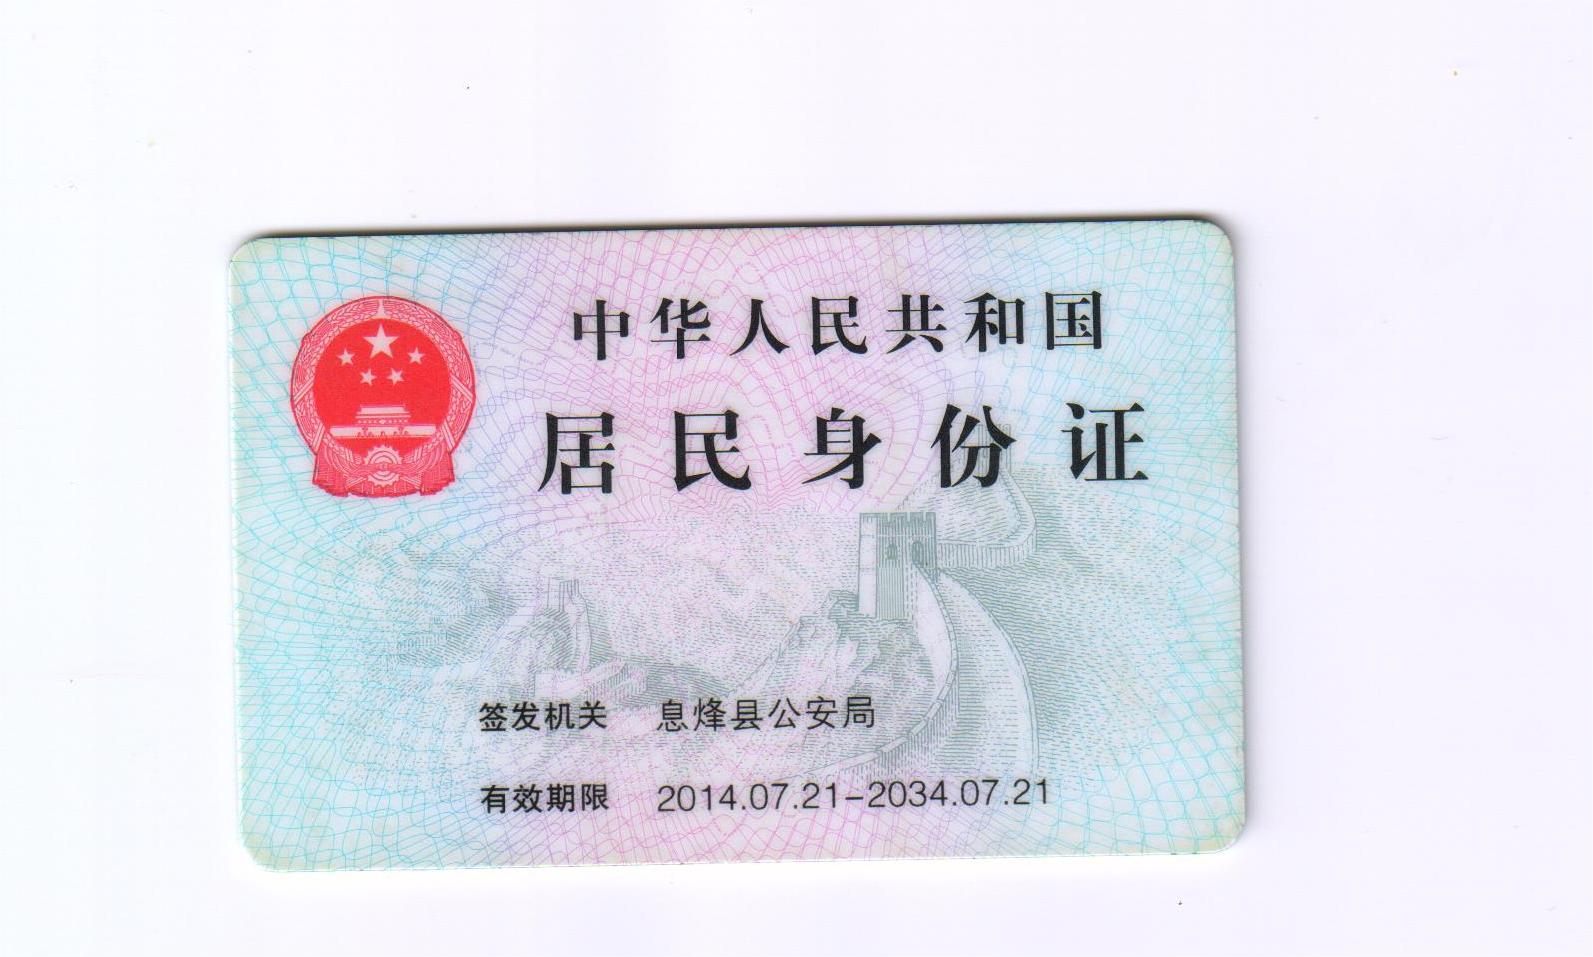 中华人民共和国
居民身份证
签发机关 息烽县公安局
有效期限 2014.07.21-2034.07.21